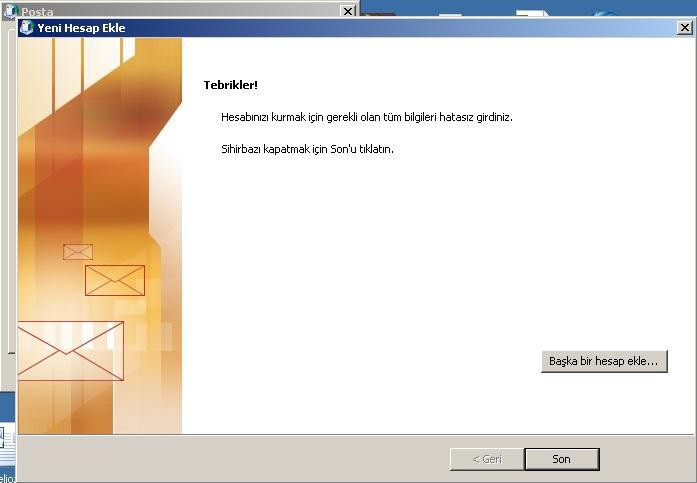 Posta
Yeni Hesap Ekle
Tebrikler!
Hesabınızı kurmak için gerekli olan tüm bilgileri hatasız girdiniz.
Sihirbazı kapatmak için Son'u tıklatın.
Başka bir hesap ekle...
< Geri
Son